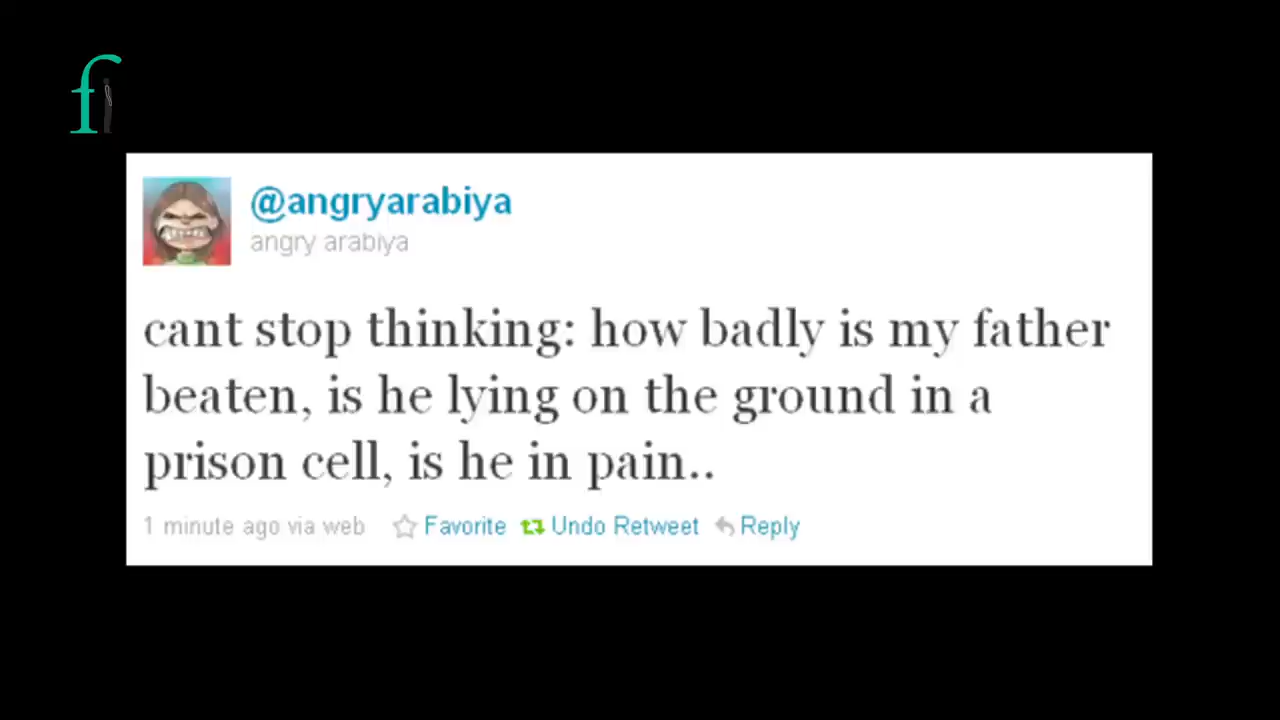 fi
@angryarabiya
angry arabiya
cant stop thinking: how badly is my father
beaten, is he lying on the ground in a
prison cell, is he in pain..
1 minute ago via web Favorite Undo Retweet Reply